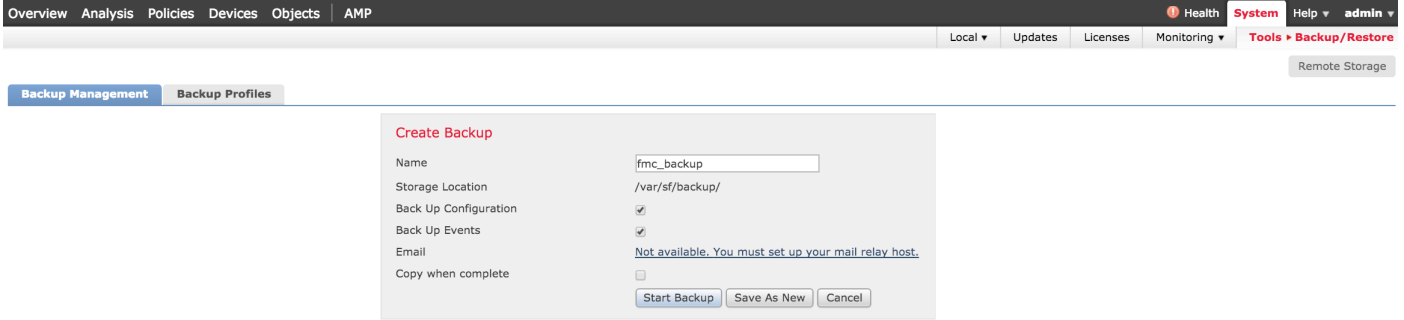 Overview Analysis Policies Devices Objects AMP Health System Help admin
Local Updates Licenses Monitoring Tools Backup/Restore
Remote Storage
Backup Management Backup Profiles
Create Backup
Name fmc_backup
Storage Location /var/sf/backup/
Back Up Configuration
Back Up Events
Email Not available. You must set up your mail relay host.
Copy when complete
Start Backup Save As New Cancel